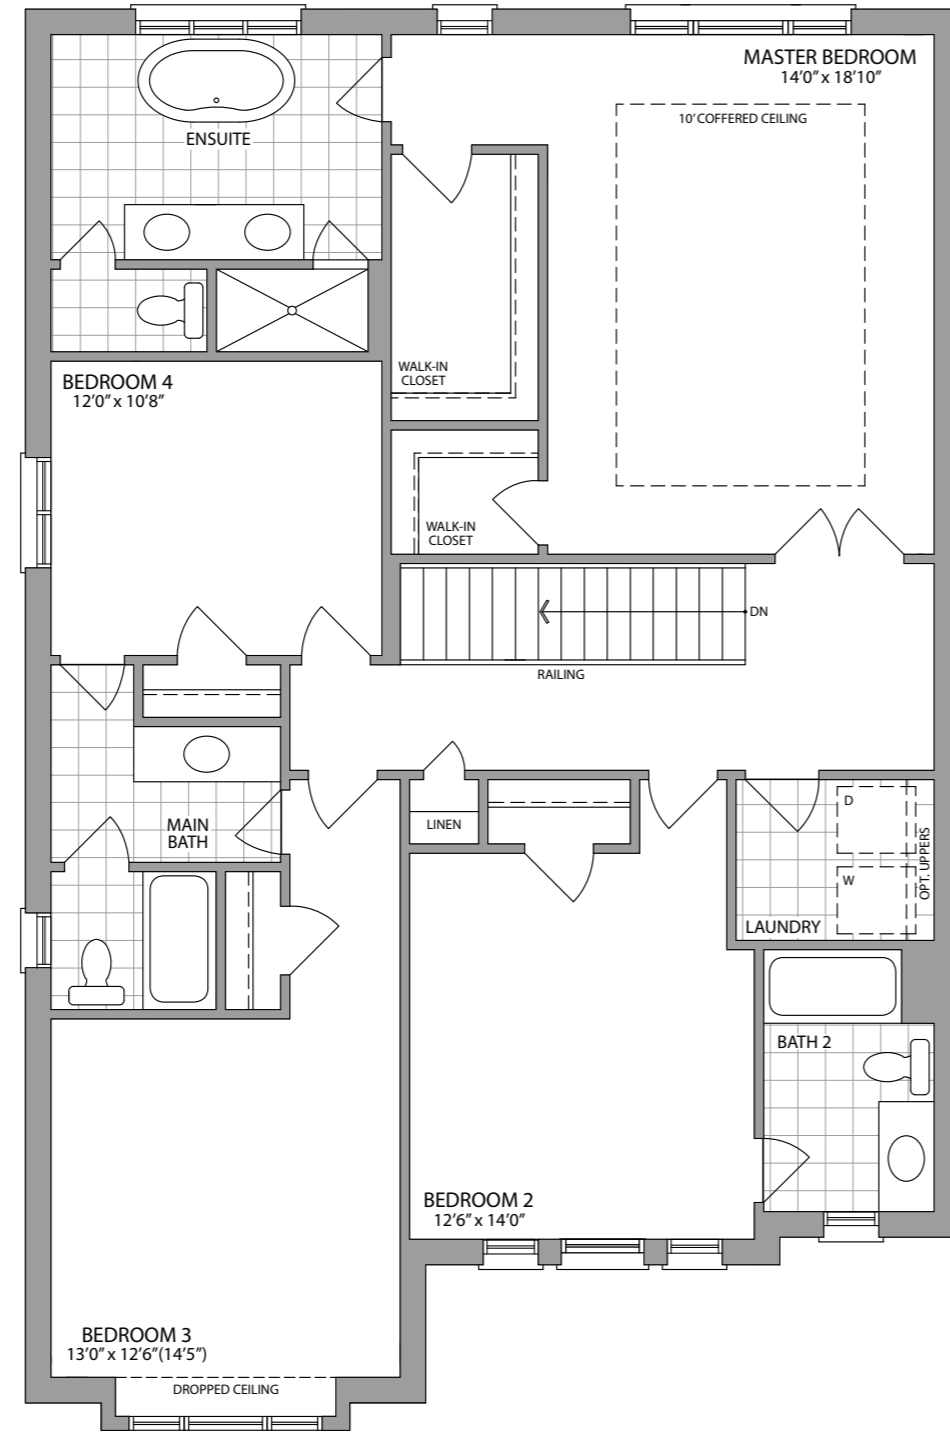 MASTER BEDROOM
14'0" x 18'10"
10' COFFERED CEILING
ENSUITE
WALK-IN
CLOSET
BEDROOM 4
12'0" x 10'8"
WALK-IN
CLOSET
DN
RAILING
MAIN
BATH
LINEN
D
W
OPT. UPPERS
LAUNDRY
BATH 2
BEDROOM 2
12'6" x 14'0"
BEDROOM 3
13'0" x 12'6"(14'5")
DROPPED CEILING